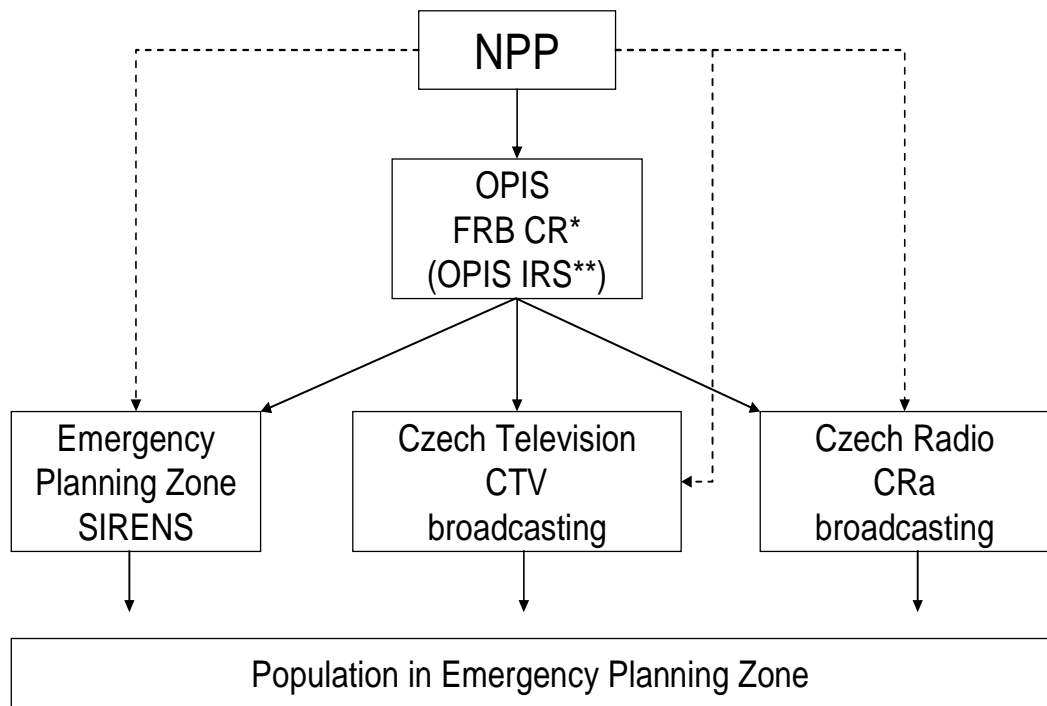 NPP
OPIS
FRB CR*
(OPIS IRS**)
Emergency
Planning Zone
SIRENS
Czech Television
CTV
broadcasting
Czech Radio
CRa
broadcasting
Population in Emergency Planning Zone